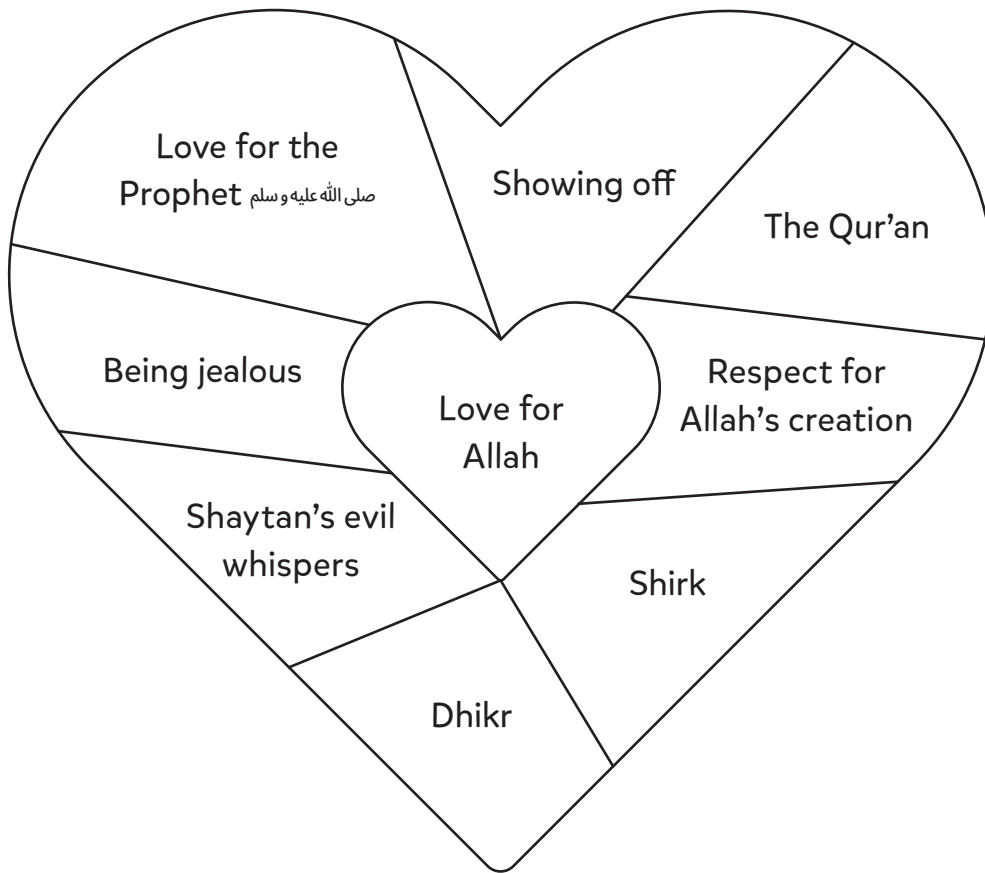 Love for the
Prophet صلى الله عليه وسلم
Showing off
The Qur’an
Being jealous
Love for
Allah
Respect for
Allah’s creation
Shaytan’s evil
whispers
Shirk
Dhikr